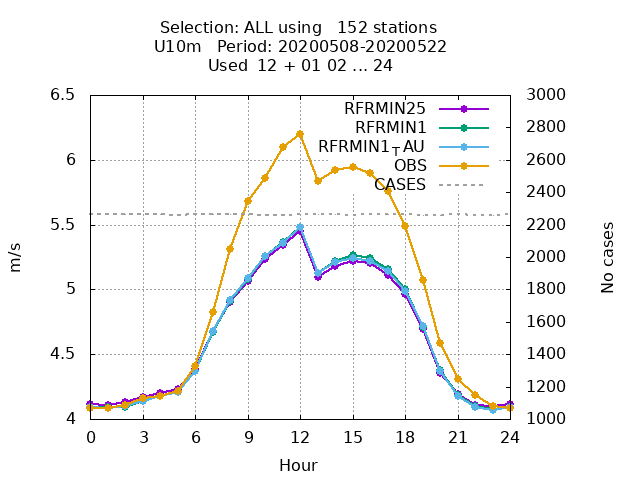 Selection: ALL using   152 stations
U10m   Period: 20200508-20200522
Used  12 + 01 02 ... 24
RFRMIN25
RFRMIN1
RFRMIN1┬AU
OBS
CASES
6.5
6
5.5
5
4.5
4
m/s
3000
2800
2600
2400
2200
2000
1800
1600
1400
1200
1000
No cases
0 3 6 9 12 15 18 21 24
Hour